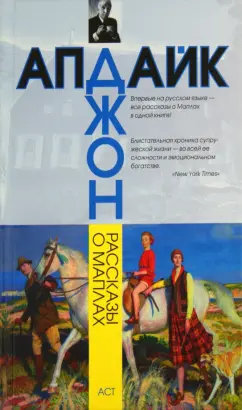 АПДАЙК
ДЖОН
Впервые на русском языке —
все рассказы о Маплах
в одной книге!
Блистательная хроника супру-
жеской жизни — во всей ее
сложности и эмоциональном
богатстве.
«New York Times»
РАССКАЗЫ
О МАПЛАХ
АСТ